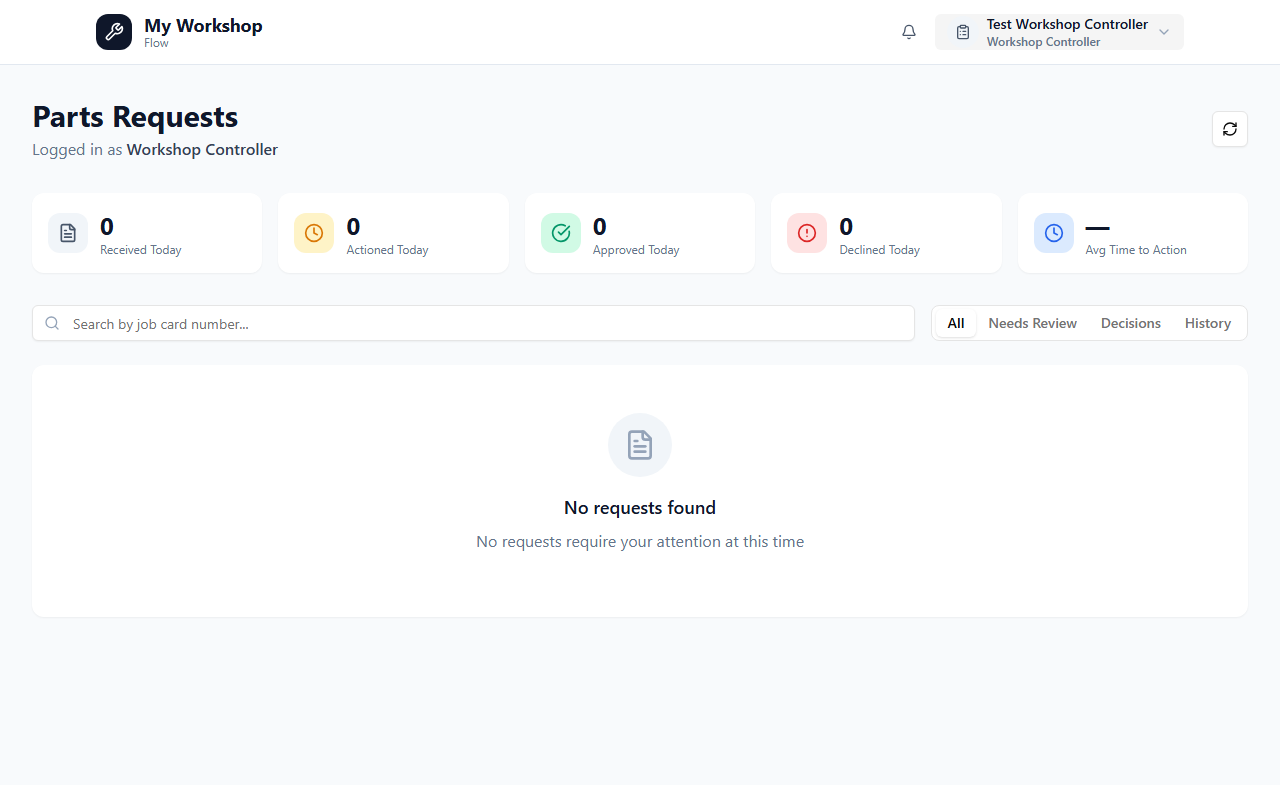 My Workshop
Flow
Test Workshop Controller
Workshop Controller
Parts Requests
Logged in as Workshop Controller
0
Received Today
0
Actioned Today
0
Approved Today
0
Declined Today
—
Avg Time to Action
Search by job card number...
All
Needs Review
Decisions
History
No requests found
No requests require your attention at this time